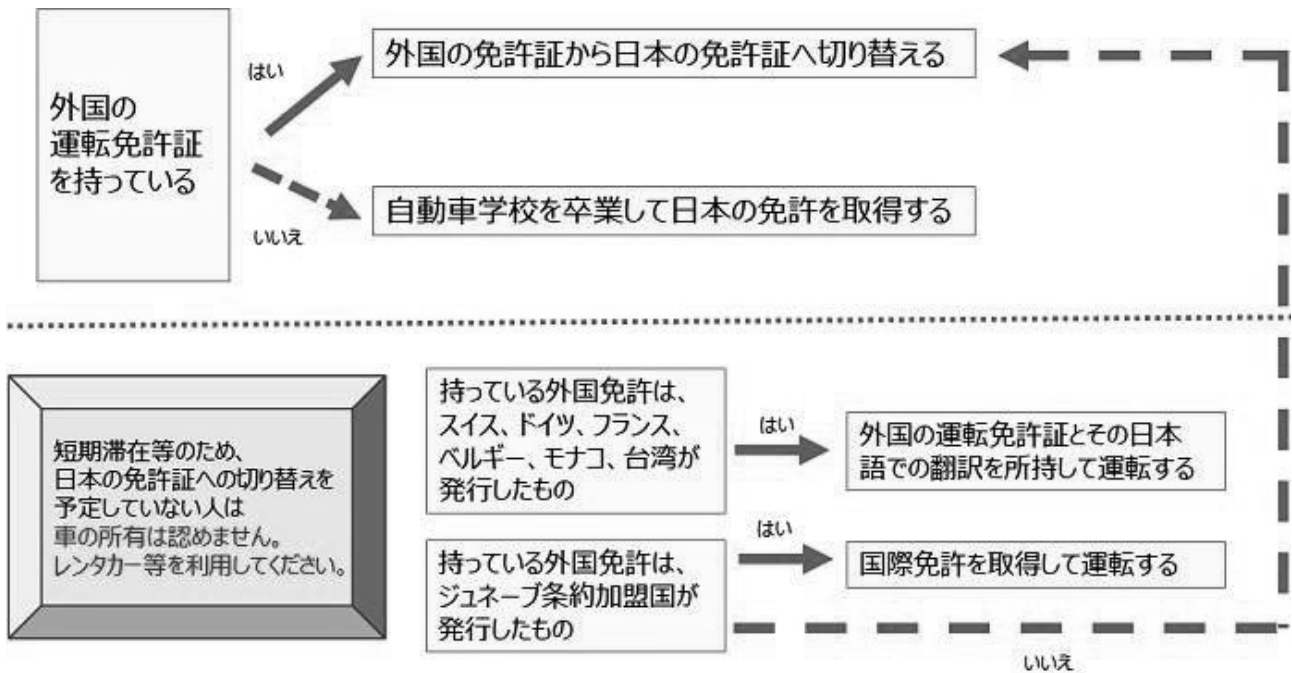 外国の
運転免許証
を持っている
はい
外国の免許証から日本の免許証へ切り替える
いいえ
自動車学校を卒業して日本の免許を取得する
短期滞在等のため、
日本の免許証への切り替えを
予定していない人は
車の所有は認めません。
レンタカー等を利用してください。
持っている外国免許は、
スイス、ドイツ、フランス、
ベルギー、モナコ、台湾が
発行したもの
はい
外国の運転免許証とその日本
語での翻訳を所持して運転する
持っている外国免許は、
ジュネーブ条約加盟国が
発行したもの
はい
国際免許を取得して運転する
いいえ